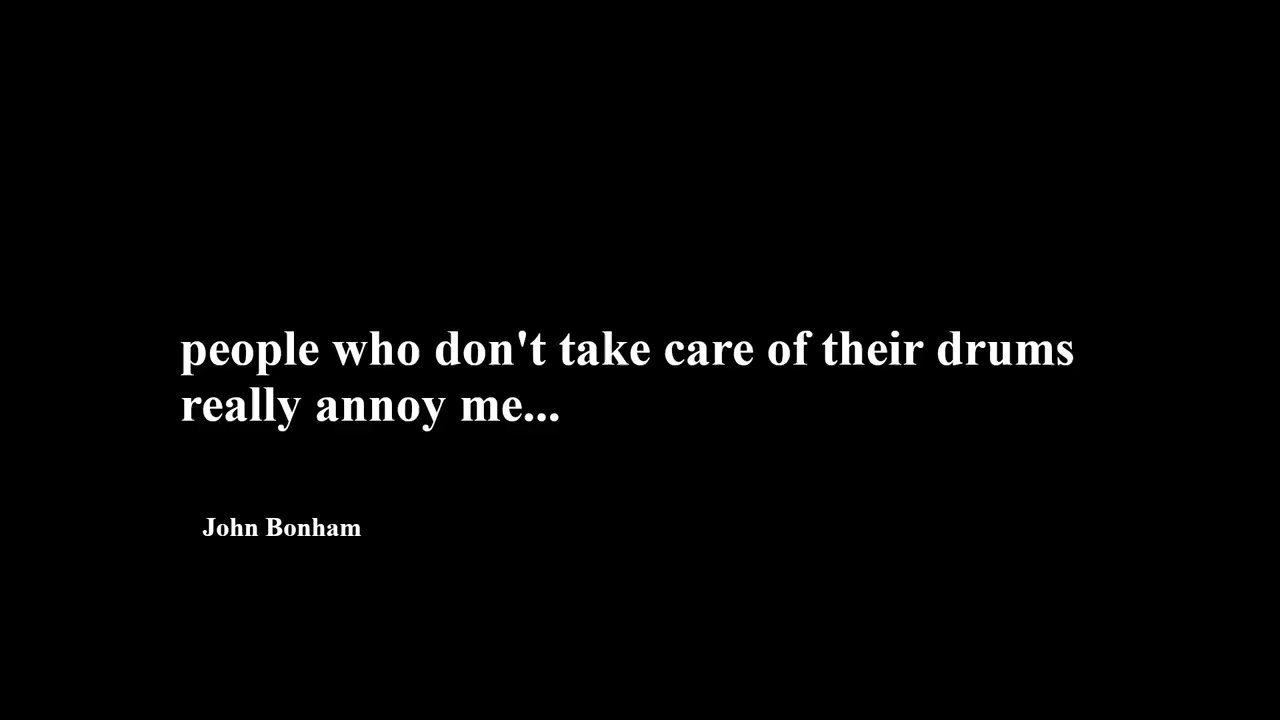 people who don't take care of their drums
really annoy me...
John Bonham